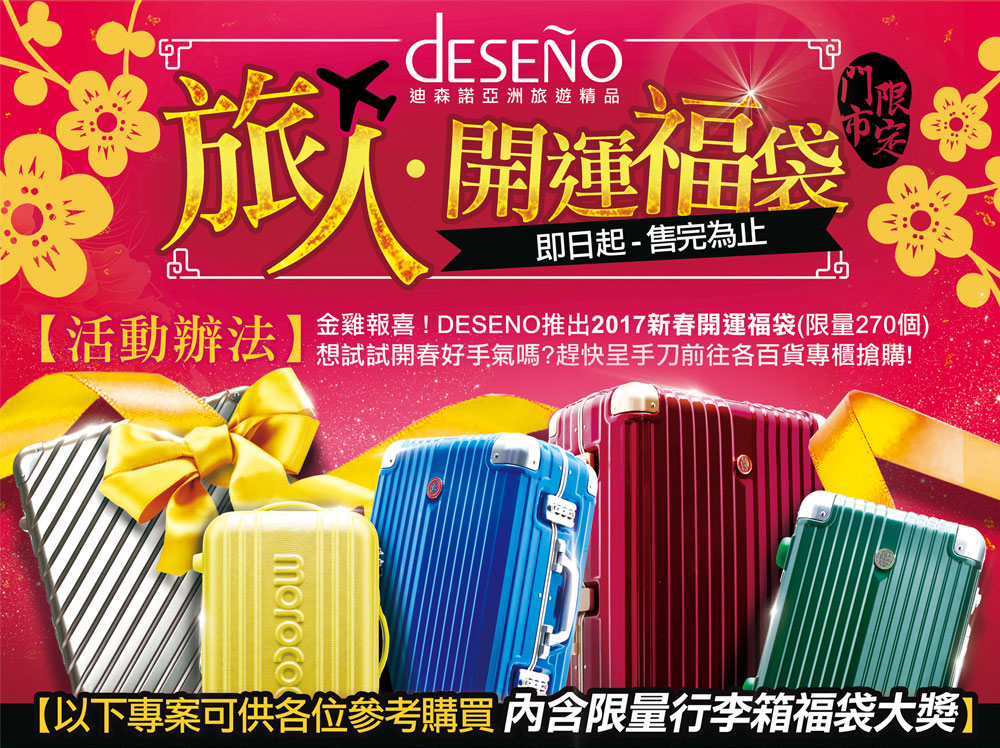 DESEÑO
迪森諾亞洲旅遊精品
旅人·開運福袋
門市限定
即日起-售完為止
【活動辦法】
金雞報喜！DESENO推出2017新春開運福袋(限量270個)
想試試開春好手氣嗎?趕快呈手刀前往各百貨專櫃搶購!
moroco
【以下專案可供各位參考購買 內含限量行李箱福袋大獎】